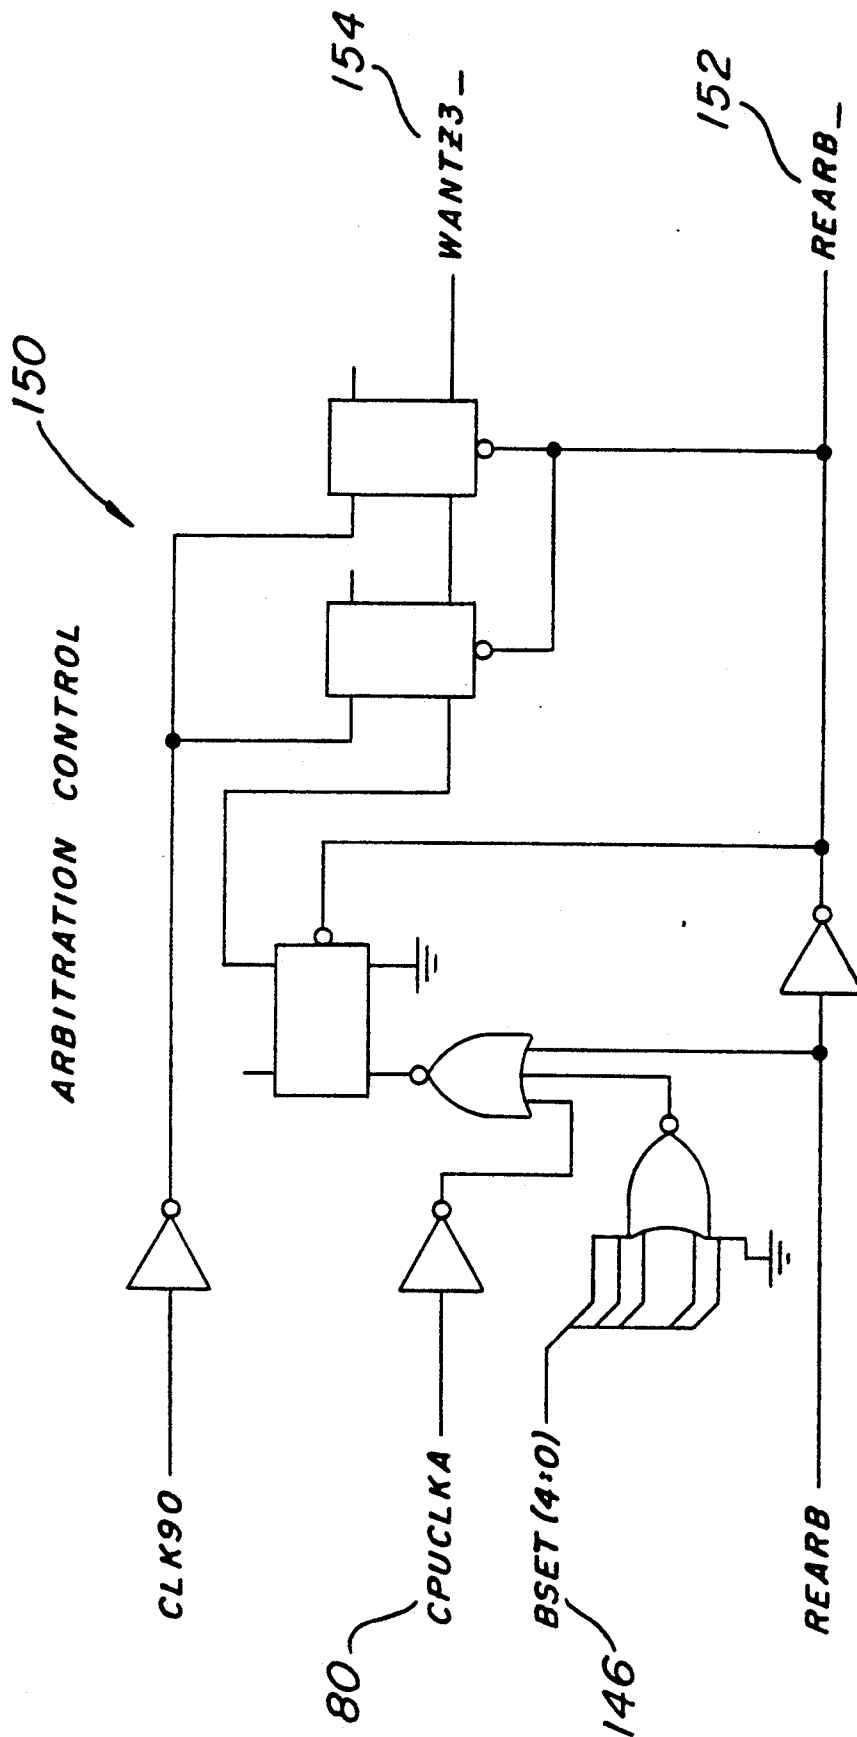 ARBITRATION CONTROL
150
CLK90
154
WANTZ3_
80
CPUCLKA
BSET (4:0)
146
152
REARB_
REARB